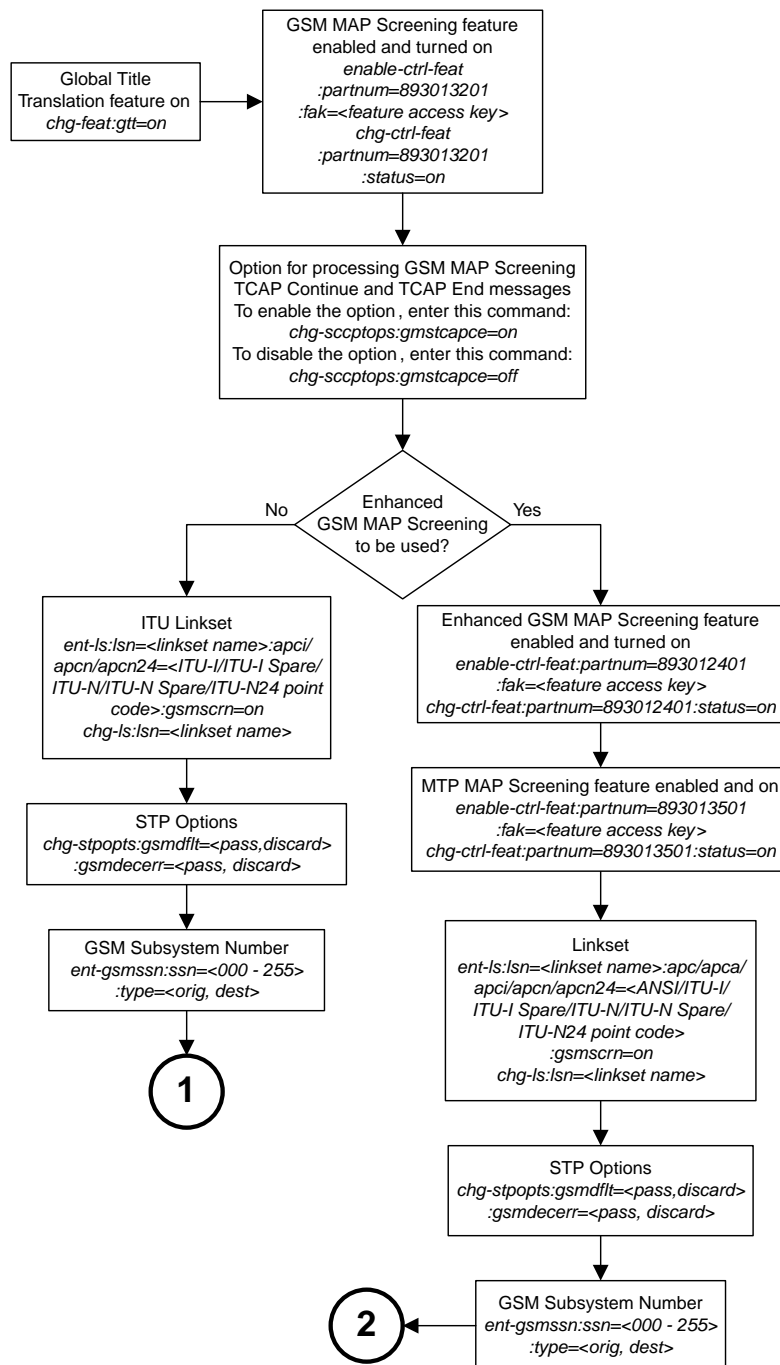 Global Title
Translation feature on
chg-feat:gtt=on
GSM MAP Screening feature
enabled and turned on
enable-ctrl-feat
:partnum=893013201
:fak=<feature access key>
chg-ctrl-feat
:partnum=893013201
:status=on
Option for processing GSM MAP Screening
TCAP Continue and TCAP End messages
To enable the option, enter this command:
chg-sccptops:gmstcapce=on
To disable the option, enter this command:
chg-sccptops:gmstcapce=off
Enhanced
GSM MAP Screening
to be used?
No
Yes
ITU Linkset
ent-ls:lsn=<linkset name>:apci/
apcn/apcn24=<ITU-I/ITU-I Spare/
ITU-N/ITU-N Spare/ITU-N24 point
code>:gsmscrn=on
chg-ls:lsn=<linkset name>
STP Options
chg-stpopts:gsmdflt=<pass,discard>
:gsmdecerr=<pass, discard>
GSM Subsystem Number
ent-gsmssn:ssn=<000 - 255>
:type=<orig, dest>
1
Enhanced GSM MAP Screening feature
enabled and turned on
enable-ctrl-feat:partnum=893012401
:fak=<feature access key>
chg-ctrl-feat:partnum=893012401:status=on
MTP MAP Screening feature enabled and on
enable-ctrl-feat:partnum=893013501
:fak=<feature access key>
chg-ctrl-feat:partnum=893013501:status=on
Linkset
ent-ls:lsn=<linkset name>:apc/apca/
apci/apcn/apcn24=<ANSI/ITU-I/
ITU-I Spare/ITU-N/ITU-N Spare/
ITU-N24 point code>
:gsmscrn=on
chg-ls:lsn=<linkset name>
STP Options
chg-stpopts:gsmdflt=<pass,discard>
:gsmdecerr=<pass, discard>
GSM Subsystem Number
ent-gsmssn:ssn=<000 - 255>
:type=<orig, dest>
2